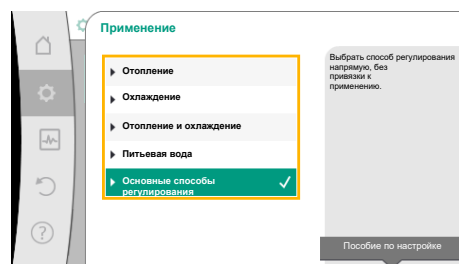 Применение
Отопление
Охлаждение
Отопление и охлаждение
Питьевая вода
Основные способы
регулирования
Выбрать способ регулирования
напрямую, без
привязки к
применению.
Пособие по настройке
?